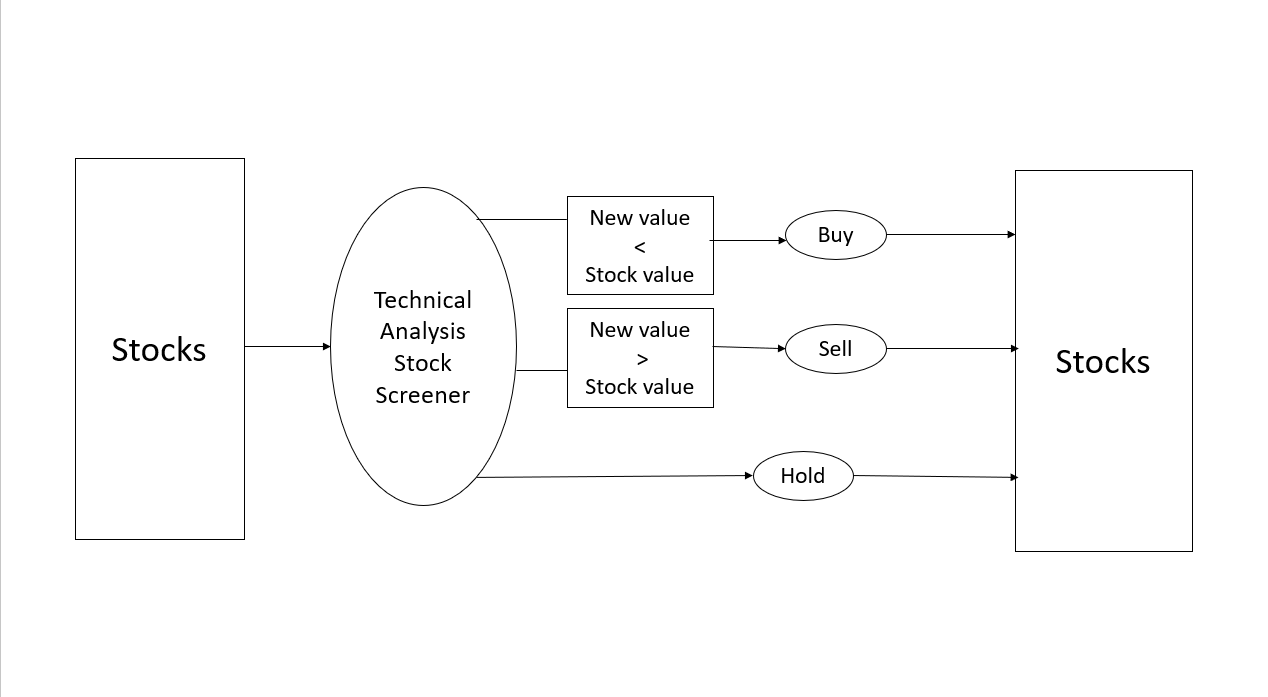 Stocks
Technical
Analysis
Stock
Screener
New value
<
Stock value
Buy
New value
>
Stock value
Sell
Hold
Stocks